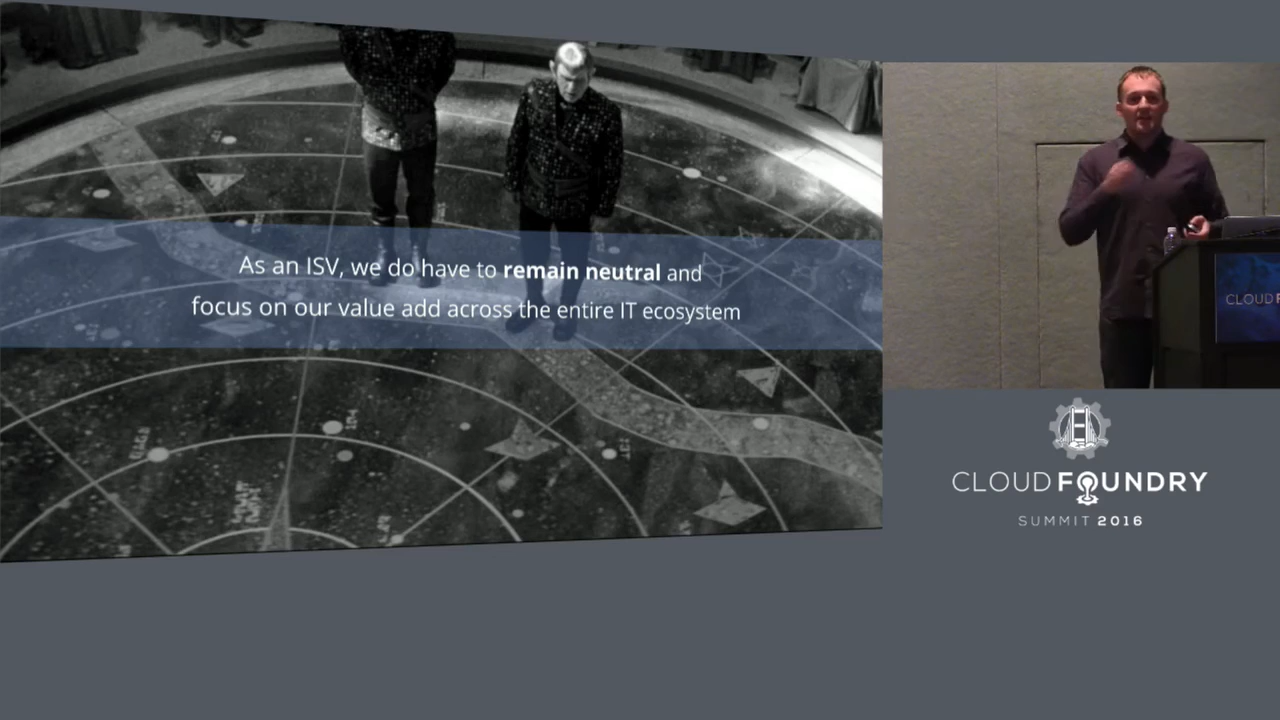 As an ISV, we do have to remain neutral and
focus on our value add across the entire IT ecosystem
CLOUD F
CLOUD FOUNDRY
SUMMIT 2016